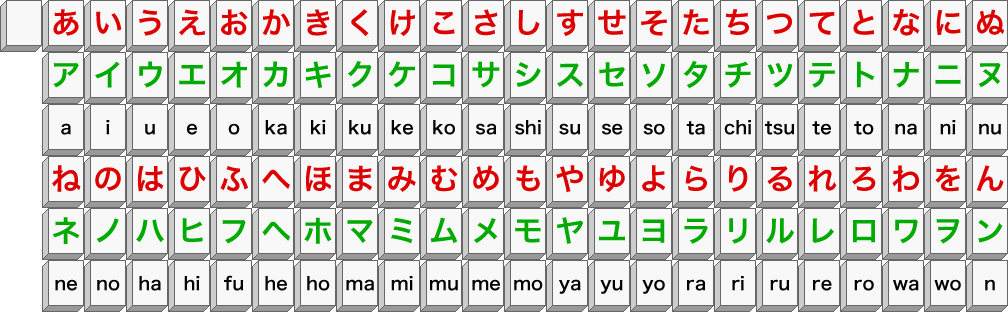 あ い う え お か き く け こ さ し す せ そ た ち つ て と な に ぬ
ア イ ウ エ オ カ キ ク ケ コ サ シ ス セ ソ タ チ ツ テ ト ナ ニ ヌ
a i u e o ka ki ku ke ko sa shi su se so ta chi tsu te to na ni nu
ね の は ひ ふ へ ほ ま み む め も や ゆ よ ら り る れ ろ わ を ん
ネ ノ ハ ヒ フ ヘ ホ マ ミ ム メ モ ヤ ユ ヨ ラ リ ル レ ロ ワ ヲ ン
ne no ha hi fu he ho ma mi mu me mo ya yu yo ra ri ru re ro wa wo n